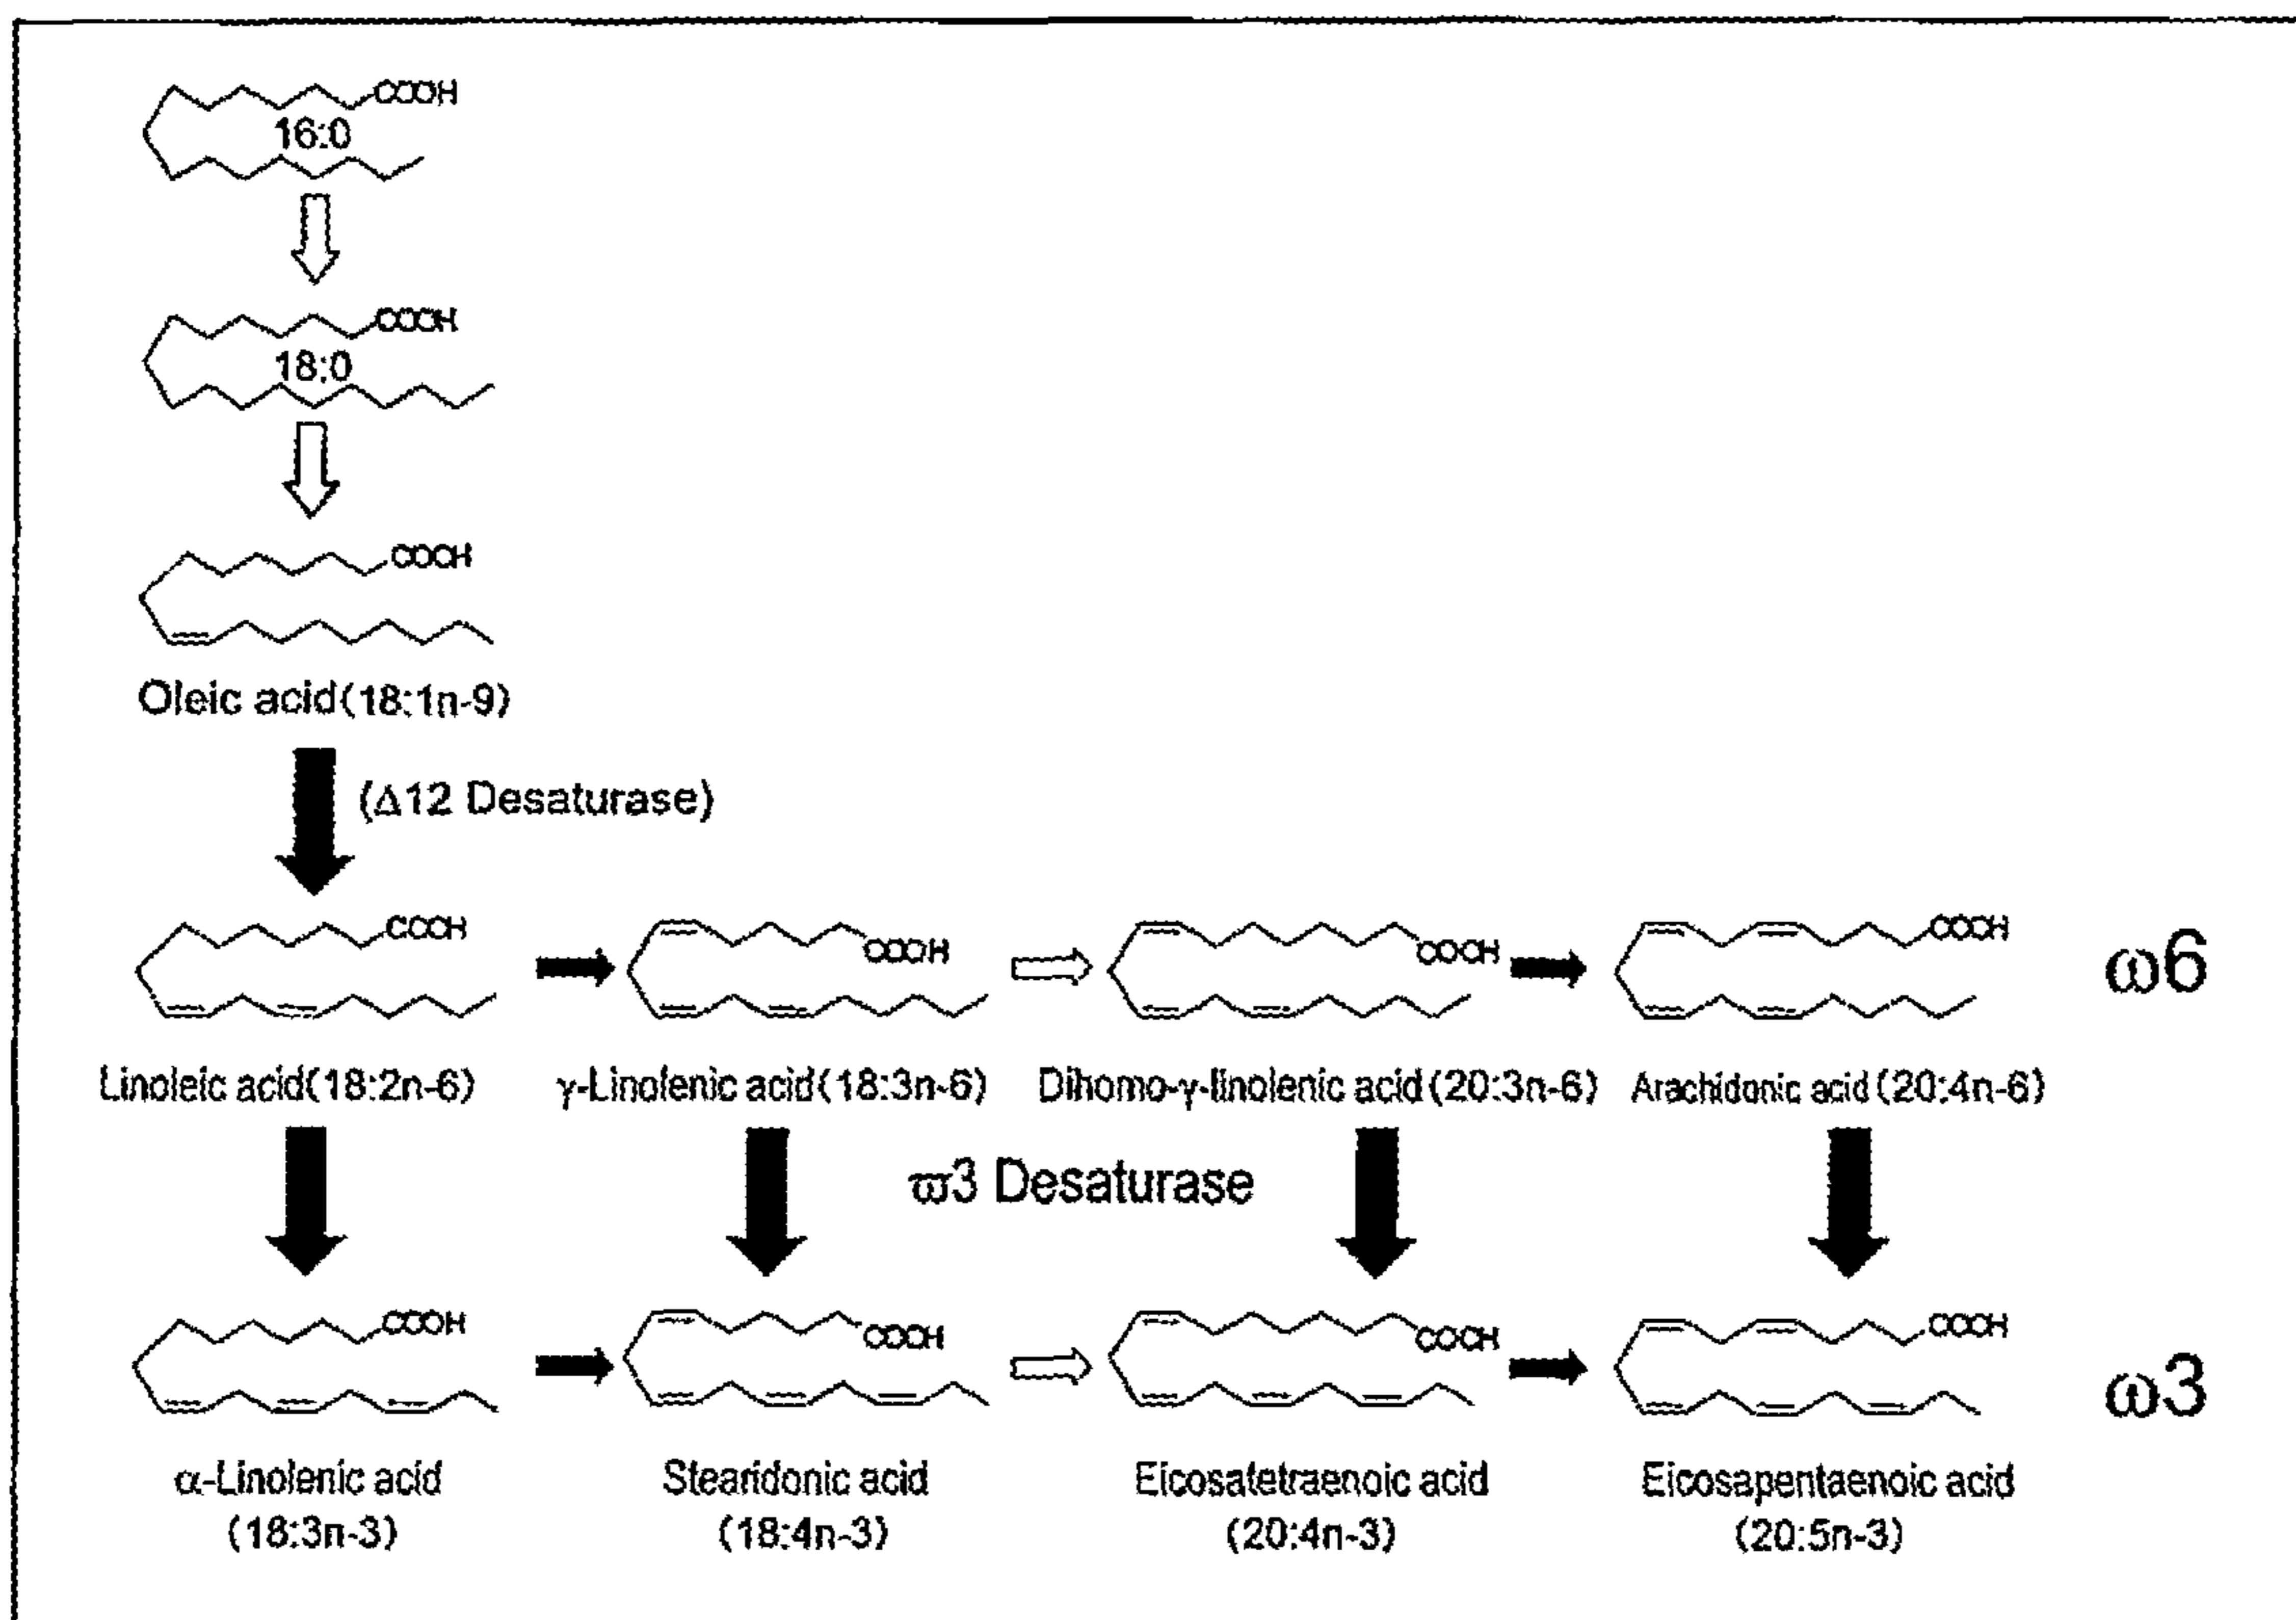 COOH
16:0
COOH
18:0
COOH
Oleic acid(18:1n-9)
(Δ12 Desaturase)
COOH
COOH
COOH
COOH
ω6
Linoleic acid(18:2n-6)
γ-Linolenic acid(18:3n-6)
Dihomo-γ-linolenic acid(20:3n-6)
Arachidonic acid(20:4n-6)
ϖ3 Desaturase
COOH
COOH
COOH
COOH
ω3
α-Linolenic acid
(18:3n-3)
Stearidonic acid
(18:4n-3)
Eicosatetraenoic acid
(20:4n-3)
Eicosapentaenoic acid
(20:5n-3)